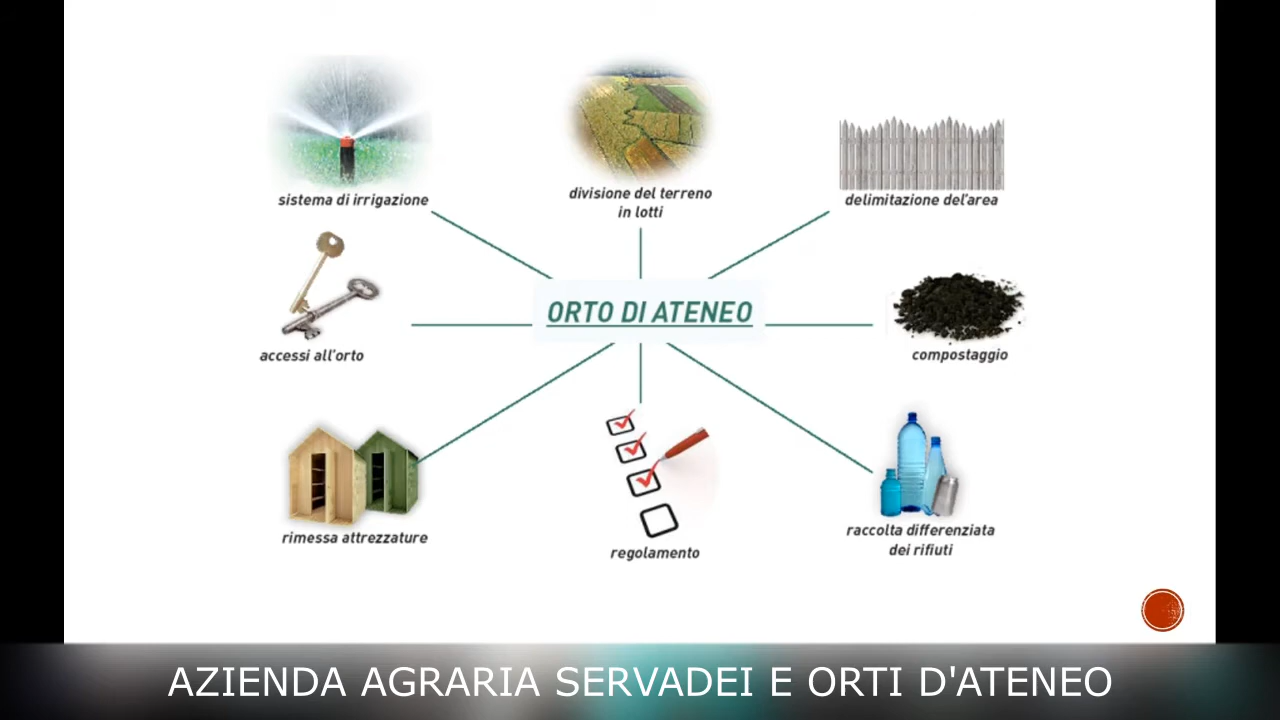 sistema di irrigazione
divisione del terreno
in lotti
delimitazione del'area
accessi all'orto
ORTO DI ATENEO
compostaggio
rimessa attrezzature
regolamento
raccolta differenziata
dei rifiuti
AZIENDA AGRARIA SERVADEI E ORTI D'ATENEO